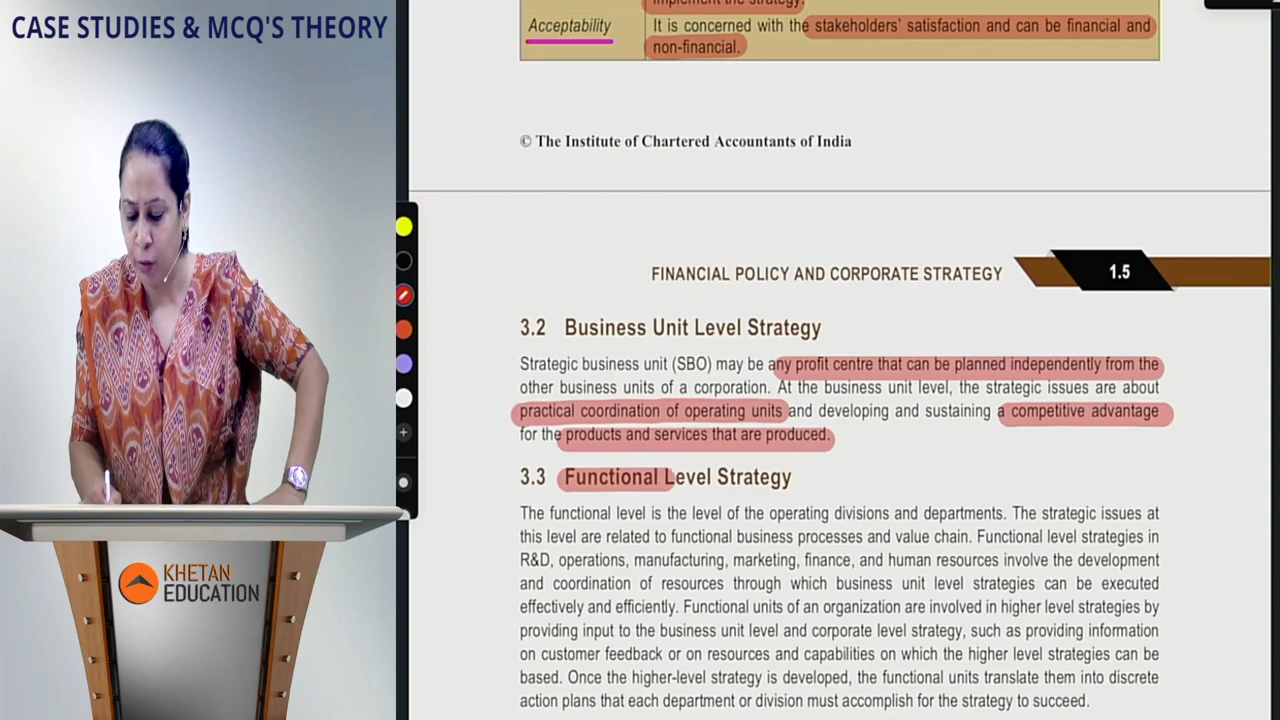 CASE STUDIES & MCQ'S THEORY
implement the strategy.
Acceptability
It is concerned with the stakeholders' satisfaction and can be financial and
non-financial.
© The Institute of Chartered Accountants of India
FINANCIAL POLICY AND CORPORATE STRATEGY
1.5
3.2 Business Unit Level Strategy
Strategic business unit (SBO) may be any profit centre that can be planned independently from the
other business units of a corporation. At the business unit level, the strategic issues are about
practical coordination of operating units and developing and sustaining a competitive advantage
for the products and services that are produced.
3.3 Functional Level Strategy
The functional level is the level of the operating divisions and departments. The strategic issues at
this level are related to functional business processes and value chain. Functional level strategies in
R&D, operations, manufacturing, marketing, finance, and human resources involve the development
and coordination of resources through which business unit level strategies can be executed
effectively and efficiently. Functional units of an organization are involved in higher level strategies by
providing input to the business unit level and corporate level strategy, such as providing information
on customer feedback or on resources and capabilities on which the higher level strategies can be
based. Once the higher-level strategy is developed, the functional units translate them into discrete
action plans that each department or division must accomplish for the strategy to succeed.
KHETAN
EDUCATION